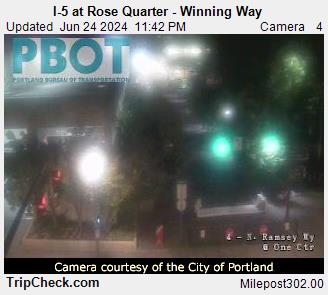 I-5 at Rose Quarter - Winning Way
Updated Jun 24 2024 11:42 PM Camera 4
PBOT
PORTLAND BUREAU OF TRANSPORTATION
4 - N. Ramsey Wy
@ One Ctr
Camera courtesy of the City of Portland
TripCheck.com Milepost302.00